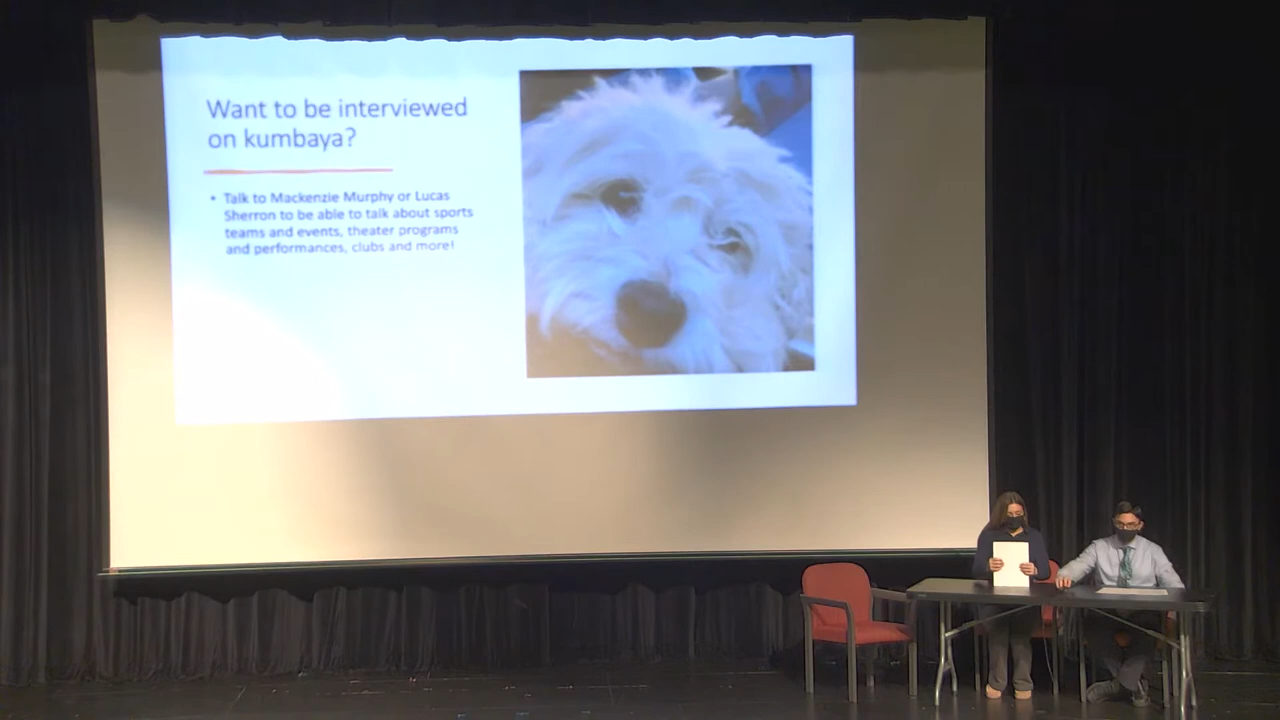 Want to be interviewed
on kumbaya?
• Talk to Mackenzie Murphy or Lucas
Sherron to be able to talk about sports
teams and events, theater programs
and performances, clubs and more!